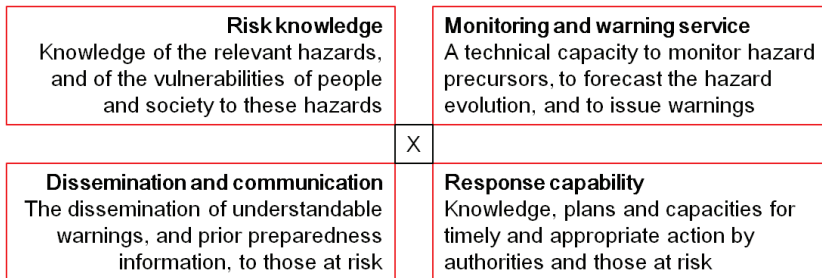 Risk knowledge
Knowledge of the relevant hazards,
and of the vulnerabilities of people
and society to these hazards
Monitoring and warning service
A technical capacity to monitor hazard
precursors, to forecast the hazard
evolution, and to issue warnings
X
Dissemination and communication
The dissemination of understandable
warnings, and prior preparedness
information, to those at risk
Response capability
Knowledge, plans and capacities for
timely and appropriate action by
authorities and those at risk